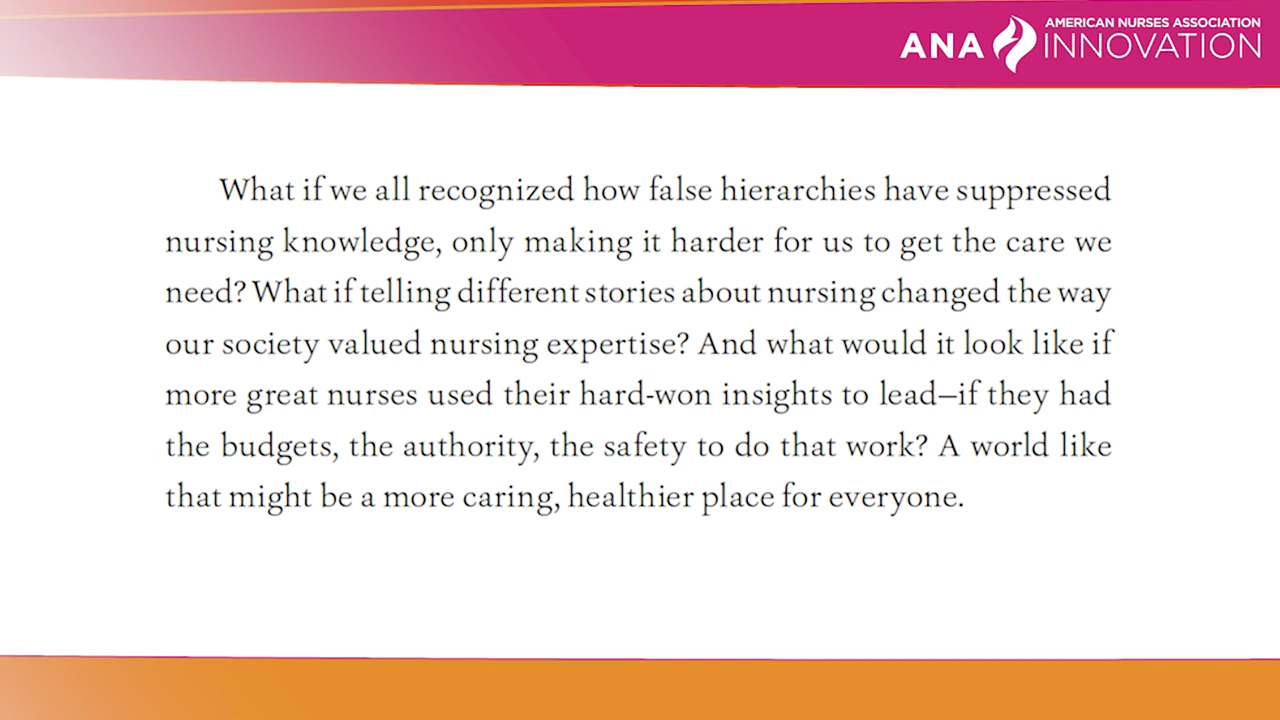 AMERICAN NURSES ASSOCIATION
ANA INNOVATION
What if we all recognized how false hierarchies have suppressed
nursing knowledge, only making it harder for us to get the care we
need? What if telling different stories about nursing changed the way
our society valued nursing expertise? And what would it look like if
more great nurses used their hard-won insights to lead—if they had
the budgets, the authority, the safety to do that work? A world like
that might be a more caring, healthier place for everyone.